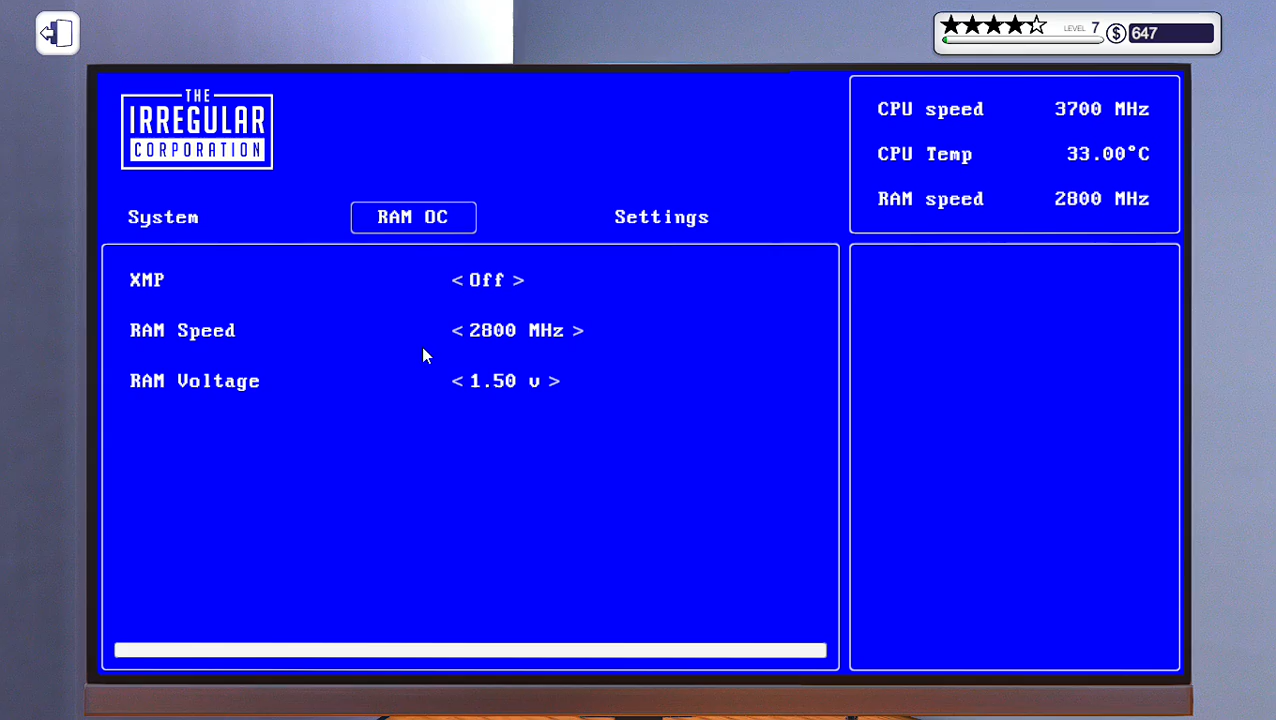 LEVEL 7
$ 647
THE
IRREGULAR
CORPORATION
CPU speed 3700 MHz
CPU Temp 33.00°C
RAM speed 2800 MHz
System RAM OC Settings
XMP < Off >
RAM Speed < 2800 MHz >
RAM Voltage < 1.50 v >